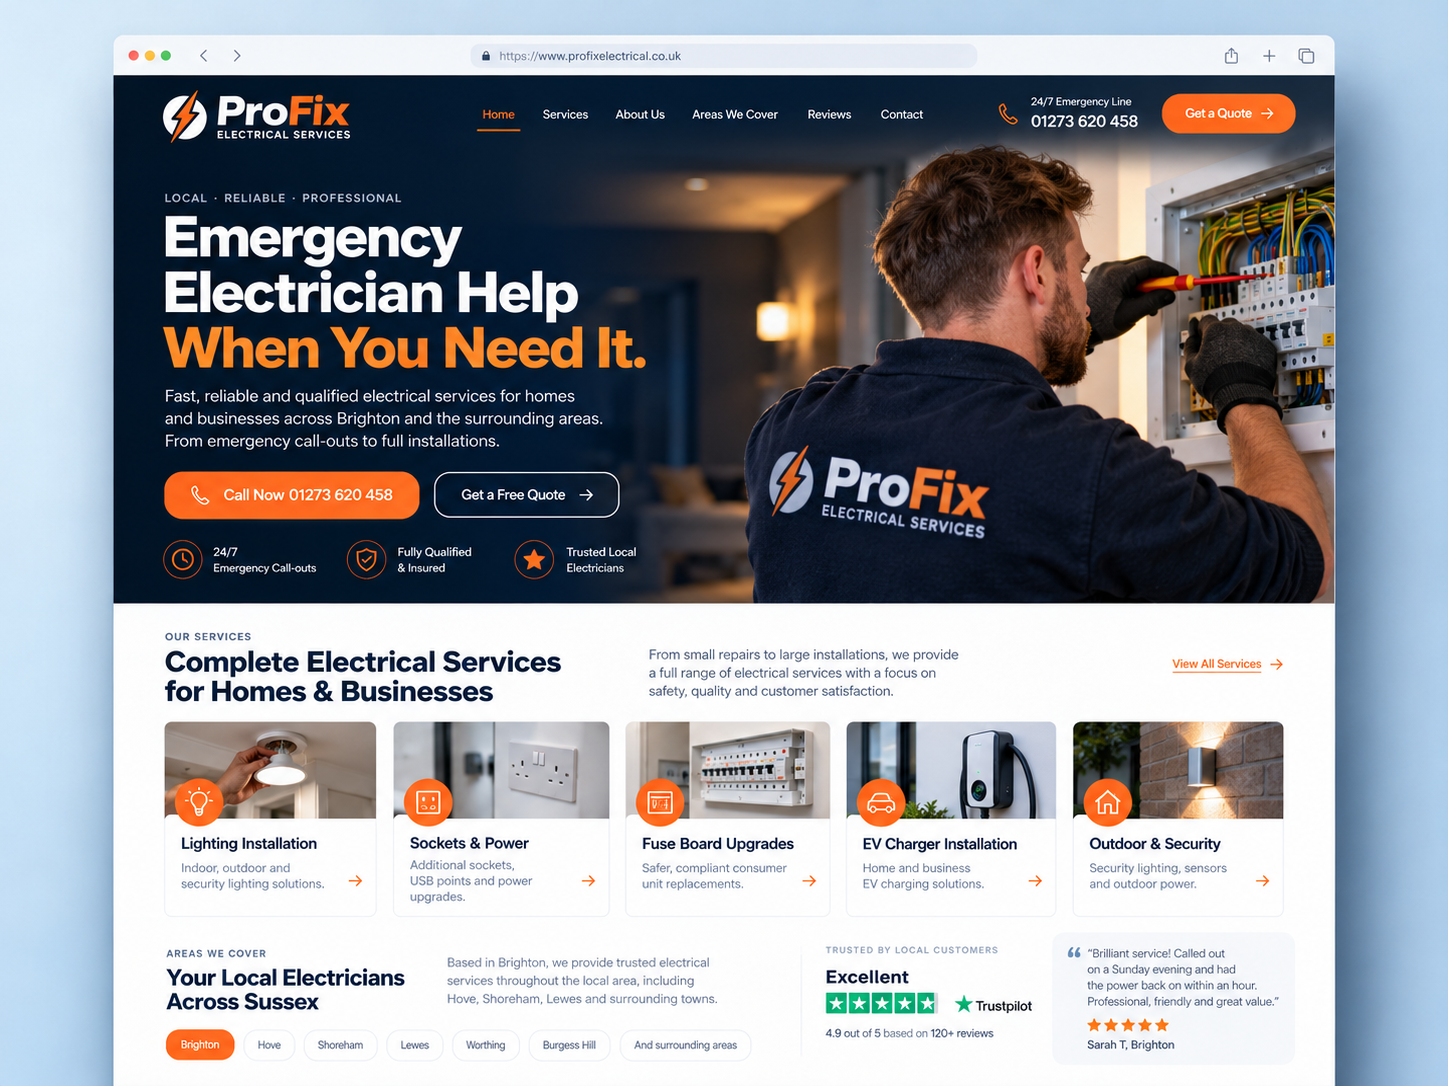 https://www.profixelectrical.co.uk
ProFix
ELECTRICAL SERVICES
Home
Services
About Us
Areas We Cover
Reviews
Contact
24/7 Emergency Line
01273 620 458
Get a Quote
LOCAL · RELIABLE · PROFESSIONAL
Emergency
Electrician Help
When You Need It.
Fast, reliable and qualified electrical services for homes
and businesses across Brighton and the surrounding areas.
From emergency call-outs to full installations.
Call Now 01273 620 458
Get a Free Quote
24/7
Emergency Call-outs
Fully Qualified
& Insured
Trusted Local
Electricians
ProFix
ELECTRICAL SERVICES
OUR SERVICES
Complete Electrical Services
for Homes & Businesses
From small repairs to large installations, we provide
a full range of electrical services with a focus on
safety, quality and customer satisfaction.
View All Services
Lighting Installation
Indoor, outdoor and
security lighting solutions.
Sockets & Power
Additional sockets,
USB points and power
upgrades.
Fuse Board Upgrades
Safer, compliant consumer
unit replacements.
EV Charger Installation
Home and business
EV charging solutions.
Outdoor & Security
Security lighting, sensors
and outdoor power.
AREAS WE COVER
Your Local Electricians
Across Sussex
Based in Brighton, we provide trusted electrical
services throughout the local area, including
Hove, Shoreham, Lewes and surrounding towns.
Brighton
Hove
Shoreham
Lewes
Worthing
Burgess Hill
And surrounding areas
TRUSTED BY LOCAL CUSTOMERS
Excellent
Trustpilot
4.9 out of 5 based on 120+ reviews
“Brilliant service! Called out
on a Sunday evening and had
the power back on within an hour.
Professional, friendly and great value.”
Sarah T, Brighton